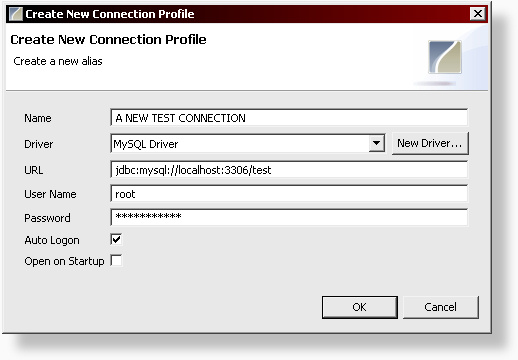 Create New Connection Profile
Create New Connection Profile
Create a new alias
Name A NEW TEST CONNECTION
Driver MySQL Driver New Driver...
URL jdbc:mysql://localhost:3306/test
User Name root
Password ***********
Auto Logon
Open on Startup
OK Cancel